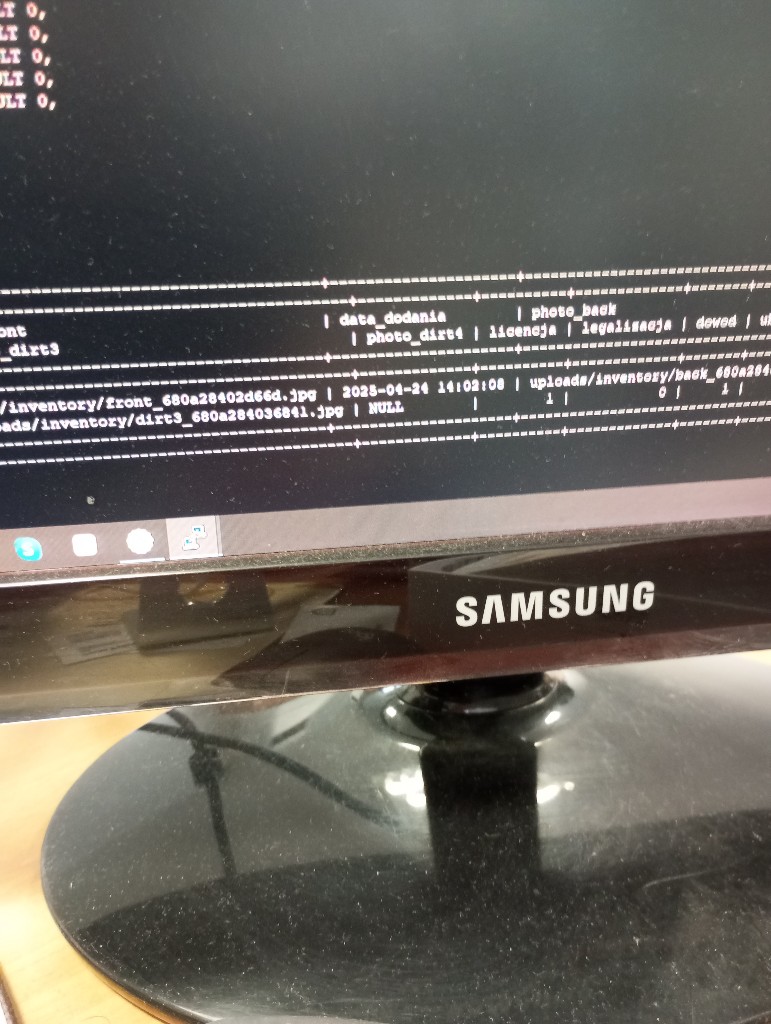 LT 0,
LT 0,
LT 0,
ULT 0,
ULT 0,
ont | data_dodania | photo_back
_dirt3 | photo_dirt4 | licencja | legalizacja | dowod
/inventory/front_680a28402d66d.jpg | 2025-04-24 14:02:08 | uploads/inventory/back_680a284
ads/inventory/dirt3_680a284036841.jpg | NULL | 1 | 0 | 1 |
SAMSUNG